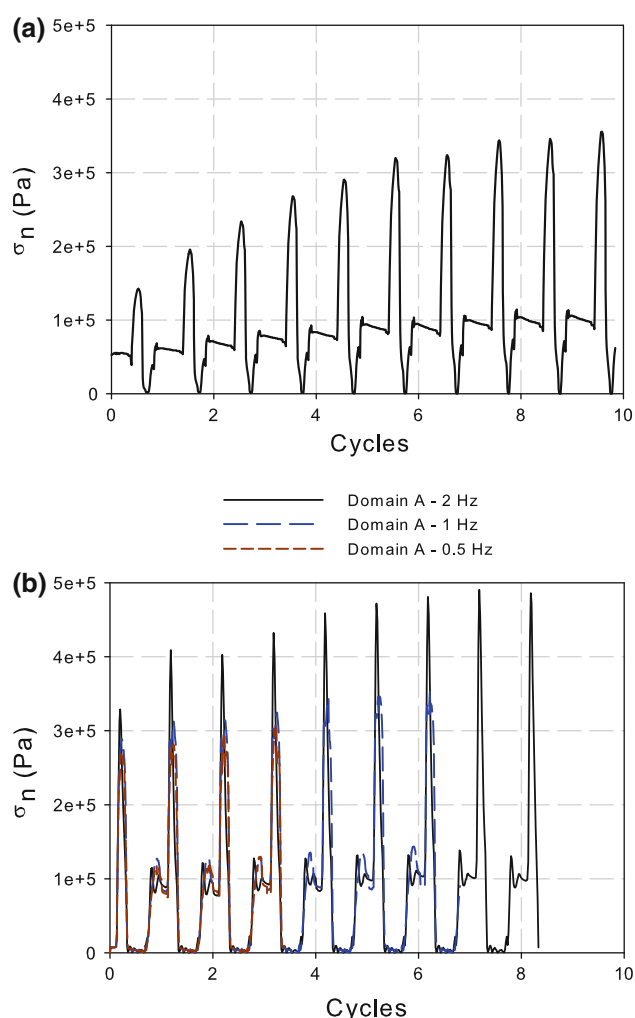 (a)
5e+5
4e+5
3e+5
2e+5
1e+5
0
σn (Pa)
0 2 4 6 8 10
Cycles
Domain A - 2 Hz
Domain A - 1 Hz
Domain A - 0.5 Hz
(b)
5e+5
4e+5
3e+5
2e+5
1e+5
0
σn (Pa)
0 2 4 6 8 10
Cycles